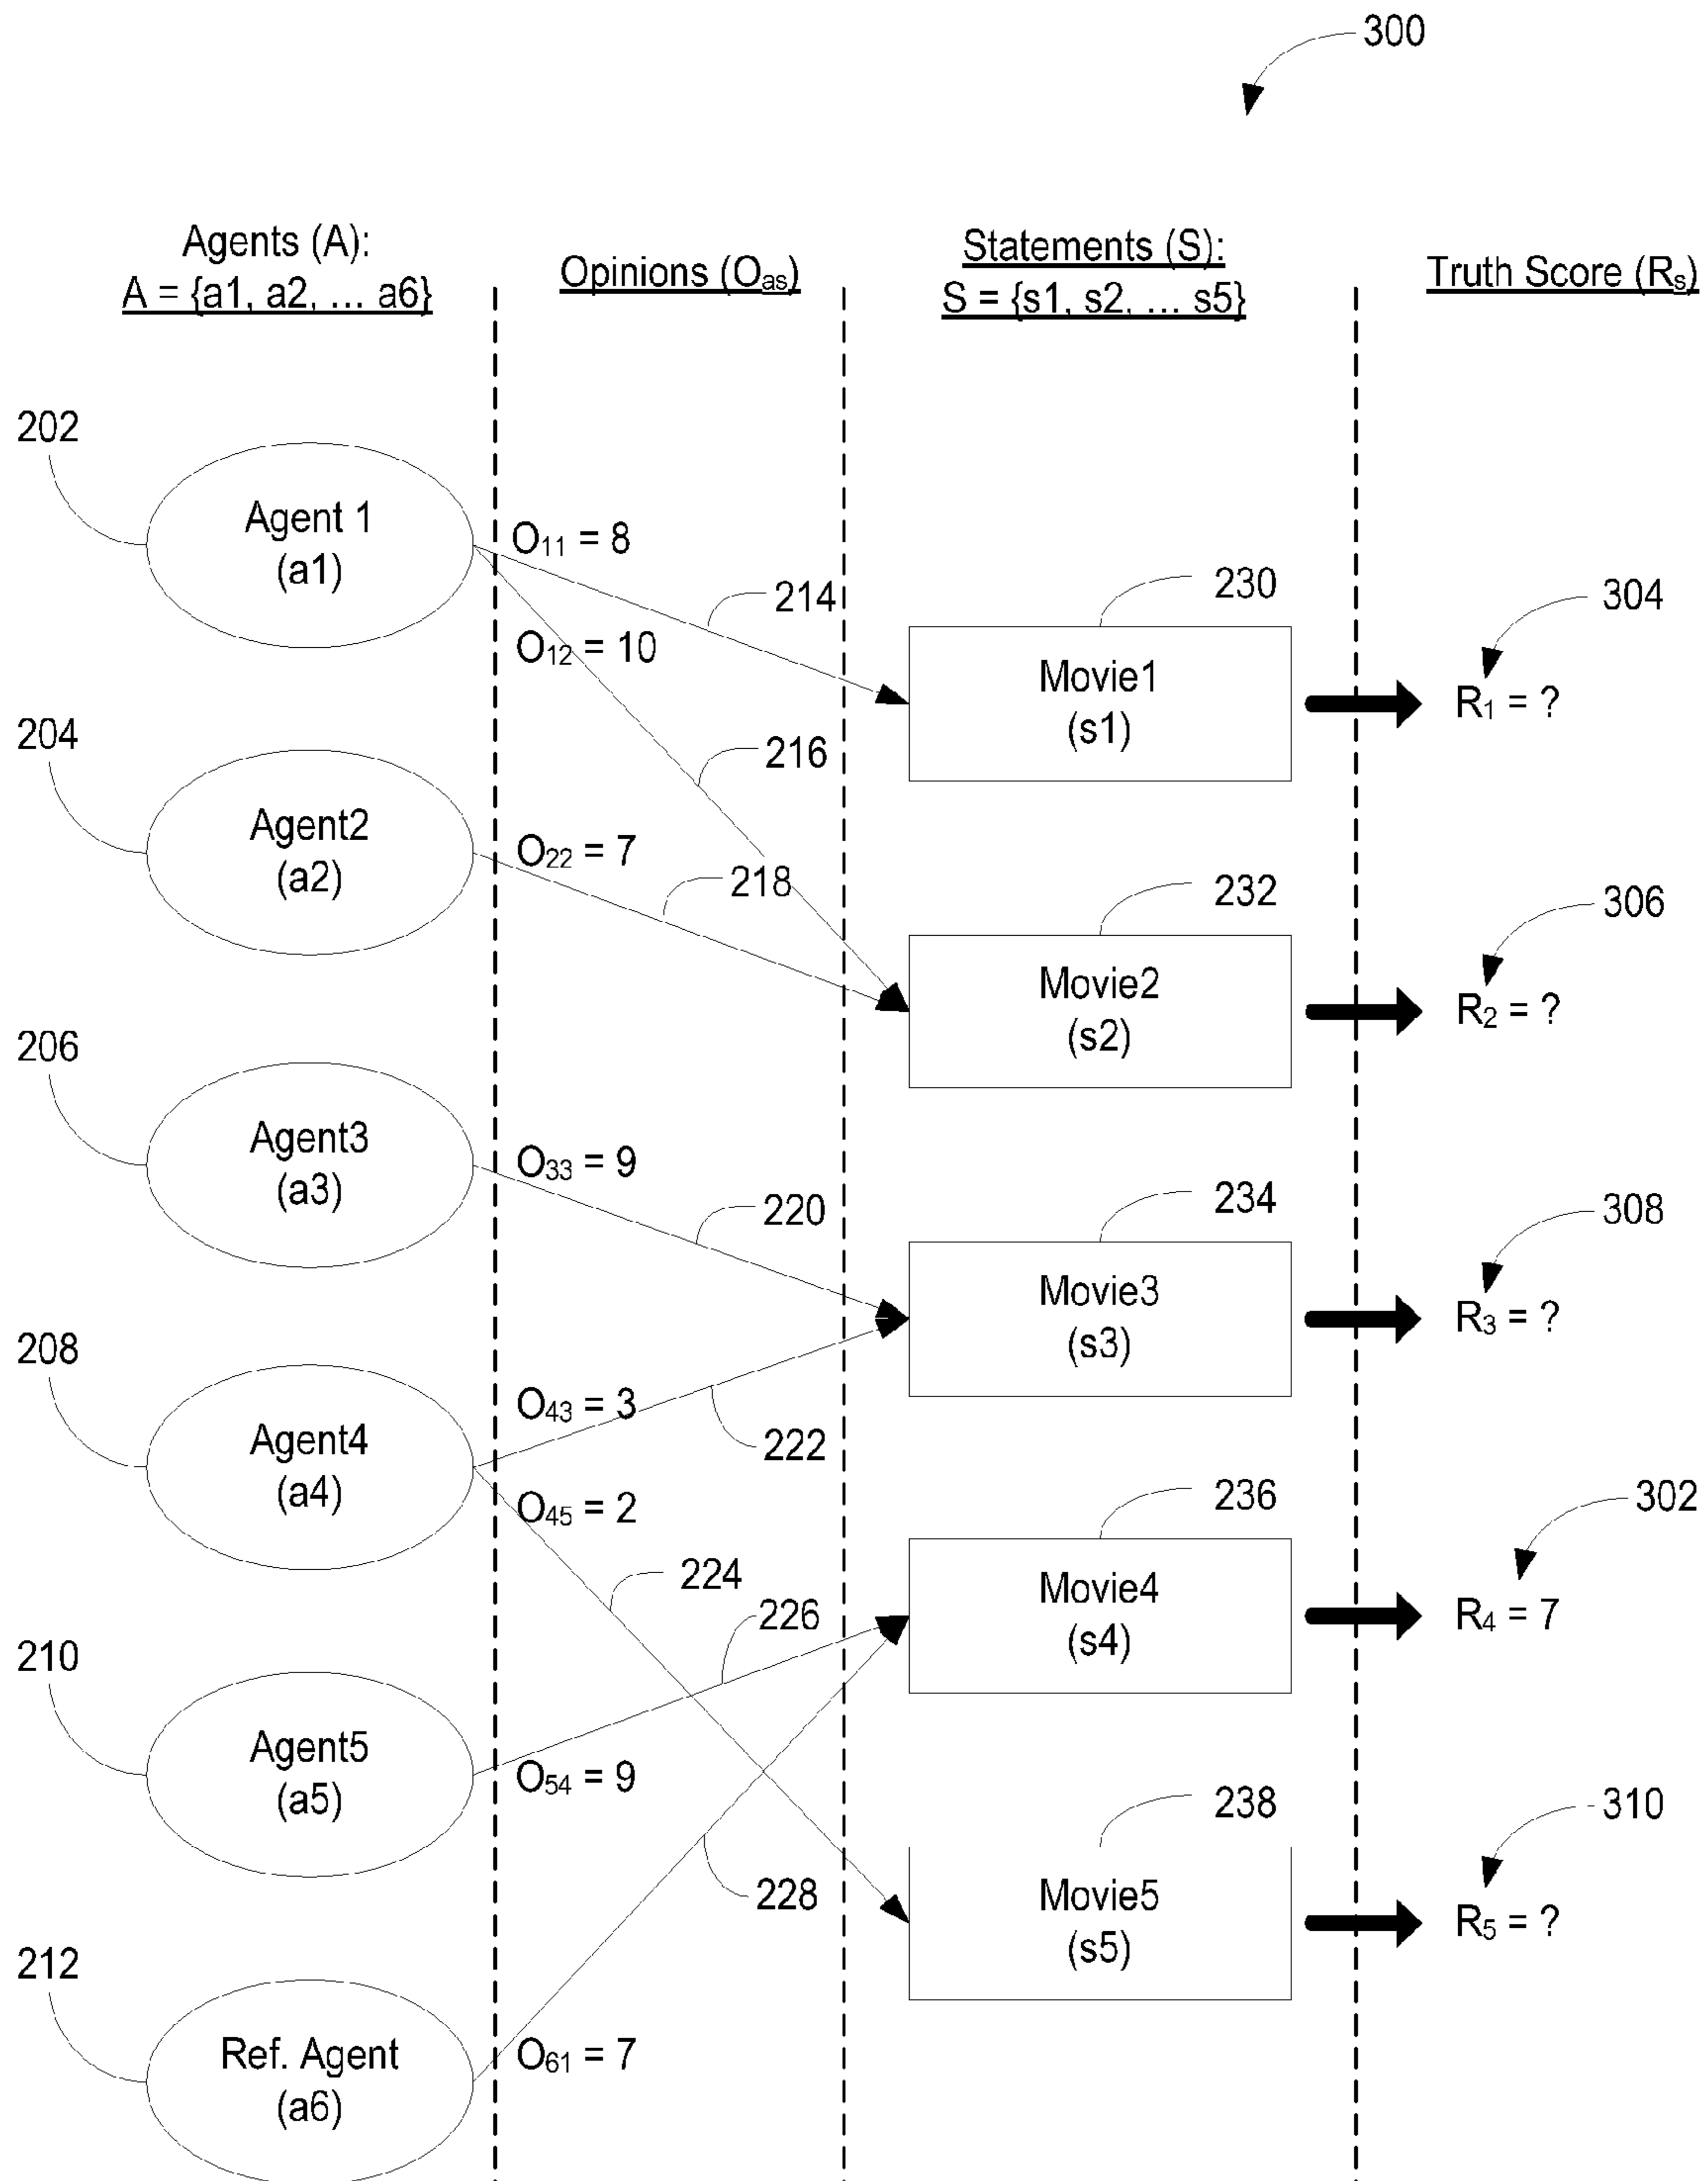 300
Agents (A):
A = {a1, a2, ... a6}
Opinions (Oas)
Statements (S):
S = {s1, s2, ... s5}
Truth Score (Rs)
202
Agent 1
(a1)
O11 = 8
214
O12 = 10
216
230
Movie1
(s1)
304
R1 = ?
204
Agent2
(a2)
O22 = 7
218
232
Movie2
(s2)
306
R2 = ?
206
Agent3
(a3)
O33 = 9
220
234
Movie3
(s3)
308
R3 = ?
208
Agent4
(a4)
O43 = 3
222
O45 = 2
224
236
Movie4
(s4)
302
R4 = 7
210
Agent5
(a5)
226
O54 = 9
228
238
Movie5
(s5)
310
R5 = ?
212
Ref. Agent
(a6)
O61 = 7